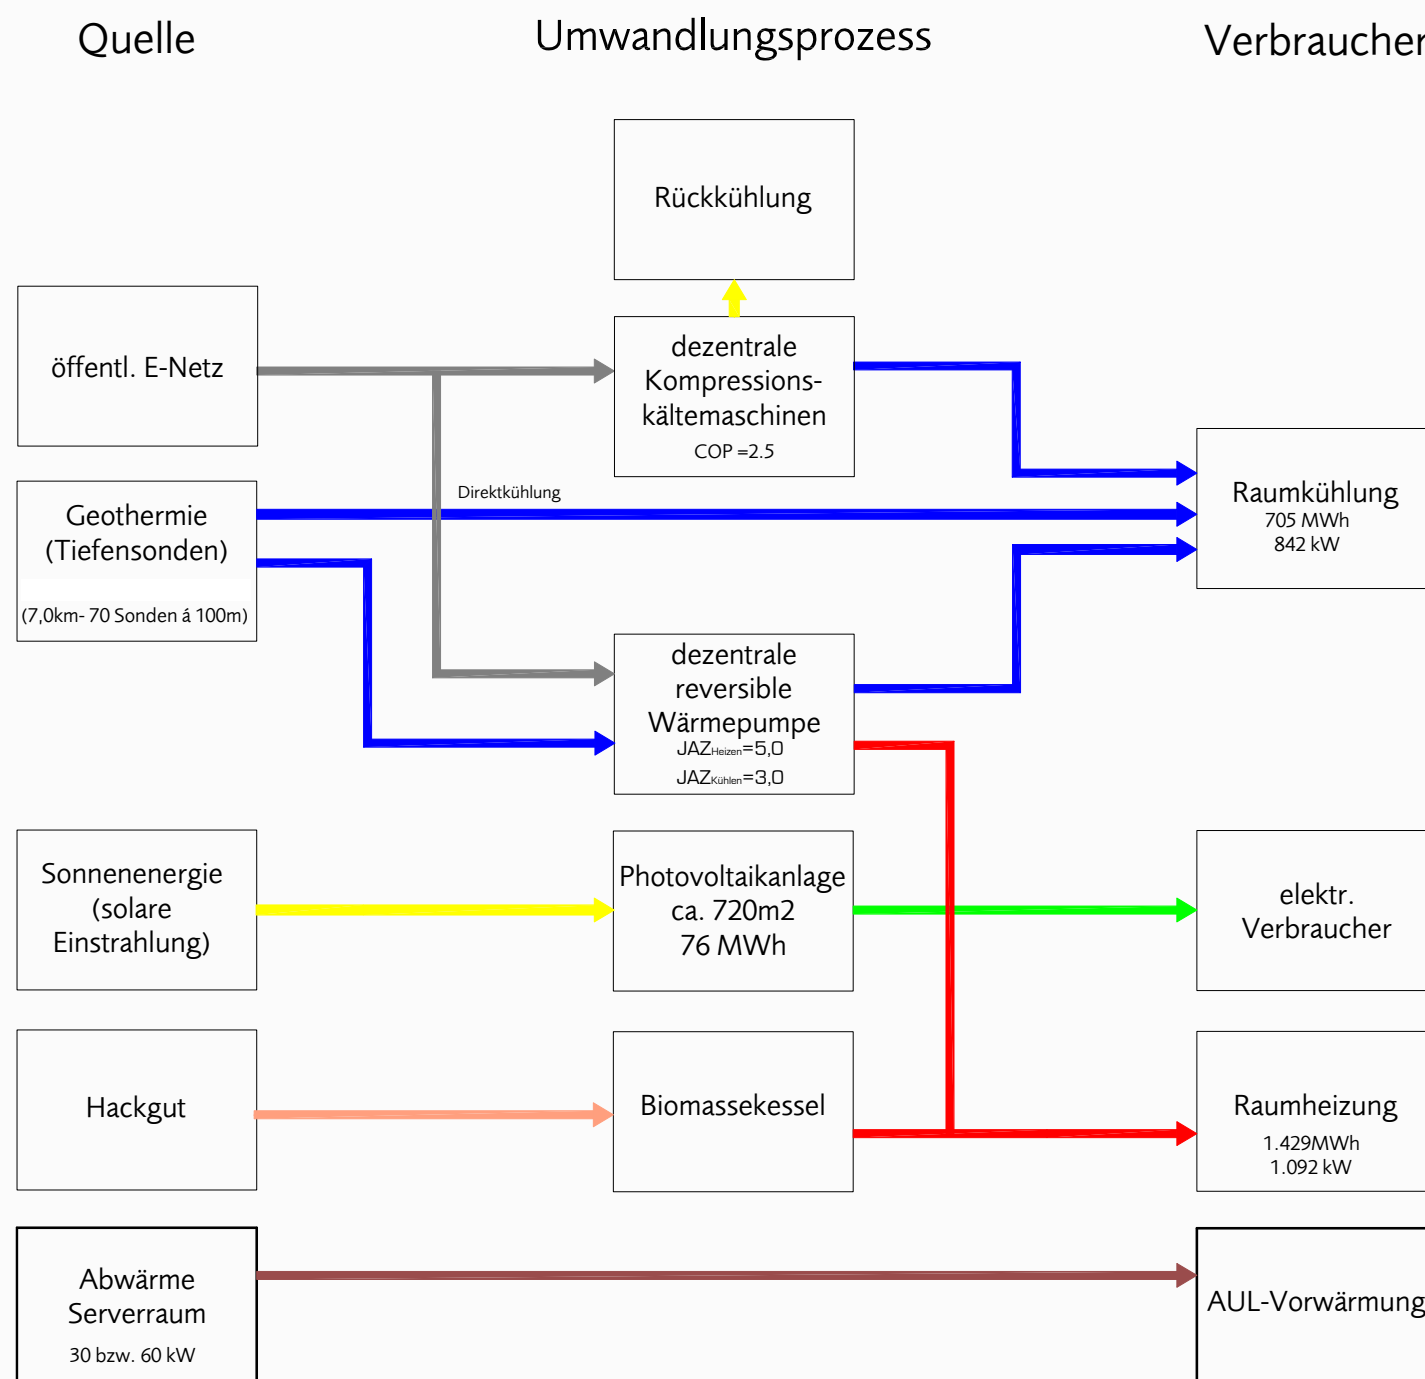 Quelle
Umwandlungsprozess
Verbraucher
Rückkühlung
öffentl. E-Netz
dezentrale
Kompressions-
kältemaschinen
COP =2.5
Direktkühlung
Geothermie
(Tiefensonden)
(7,0km- 70 Sonden á 100m)
Raumkühlung
705 MWh
842 kW
dezentrale
reversible
Wärmepumpe
JAZHeizen=5,0
JAZKühlen=3,0
Sonnenenergie
(solare
Einstrahlung)
Photovoltaikanlage
ca. 720m2
76 MWh
elektr.
Verbraucher
Hackgut
Biomassekessel
Raumheizung
1.429MWh
1.092 kW
Abwärme
Serverraum
30 bzw. 60 kW
AUL-Vorwärmung